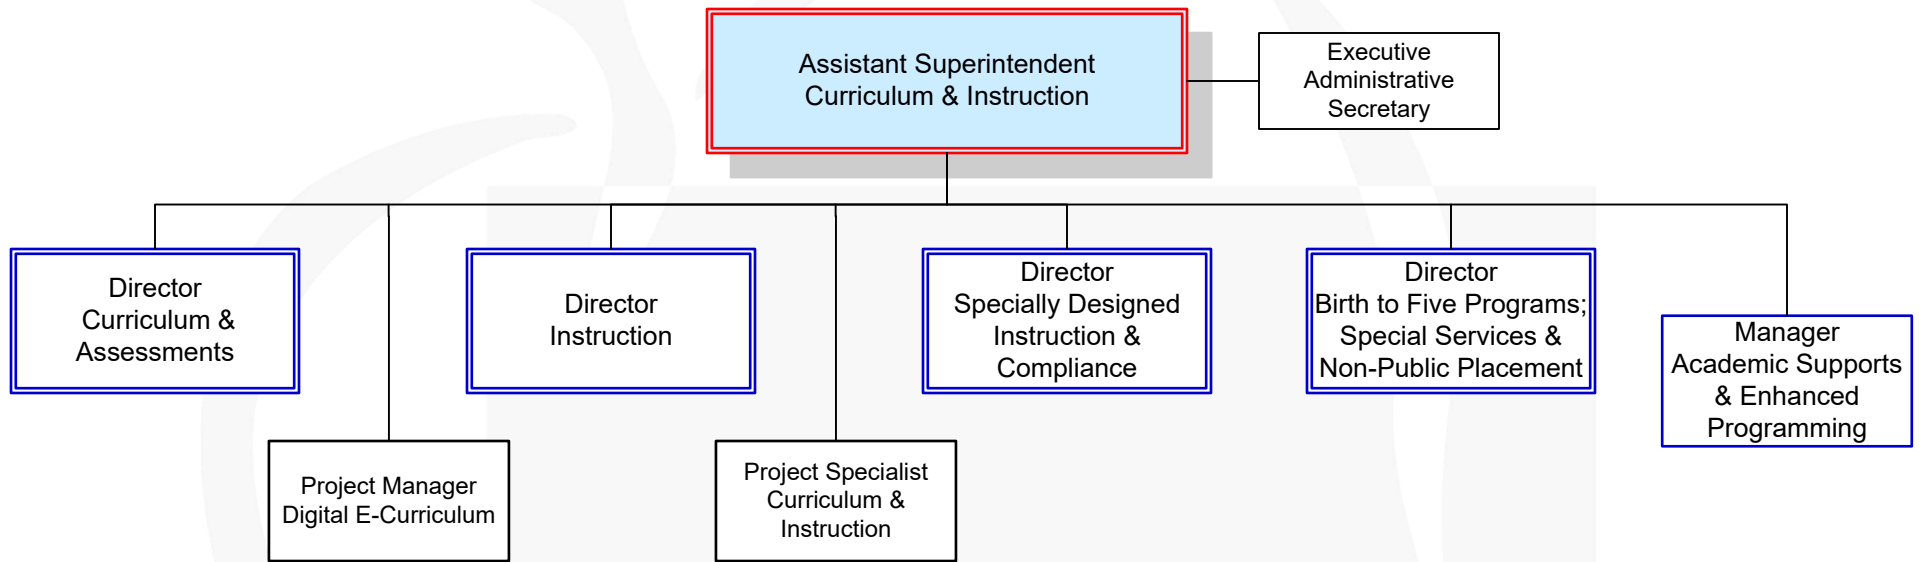 Assistant Superintendent
Curriculum & Instruction
Executive
Administrative
Secretary
Director
Curriculum &
Assessments
Director
Instruction
Director
Specially Designed
Instruction &
Compliance
Director
Birth to Five Programs;
Special Services &
Non-Public Placement
Manager
Academic Supports
& Enhanced
Programming
Project Manager
Digital E-Curriculum
Project Specialist
Curriculum &
Instruction